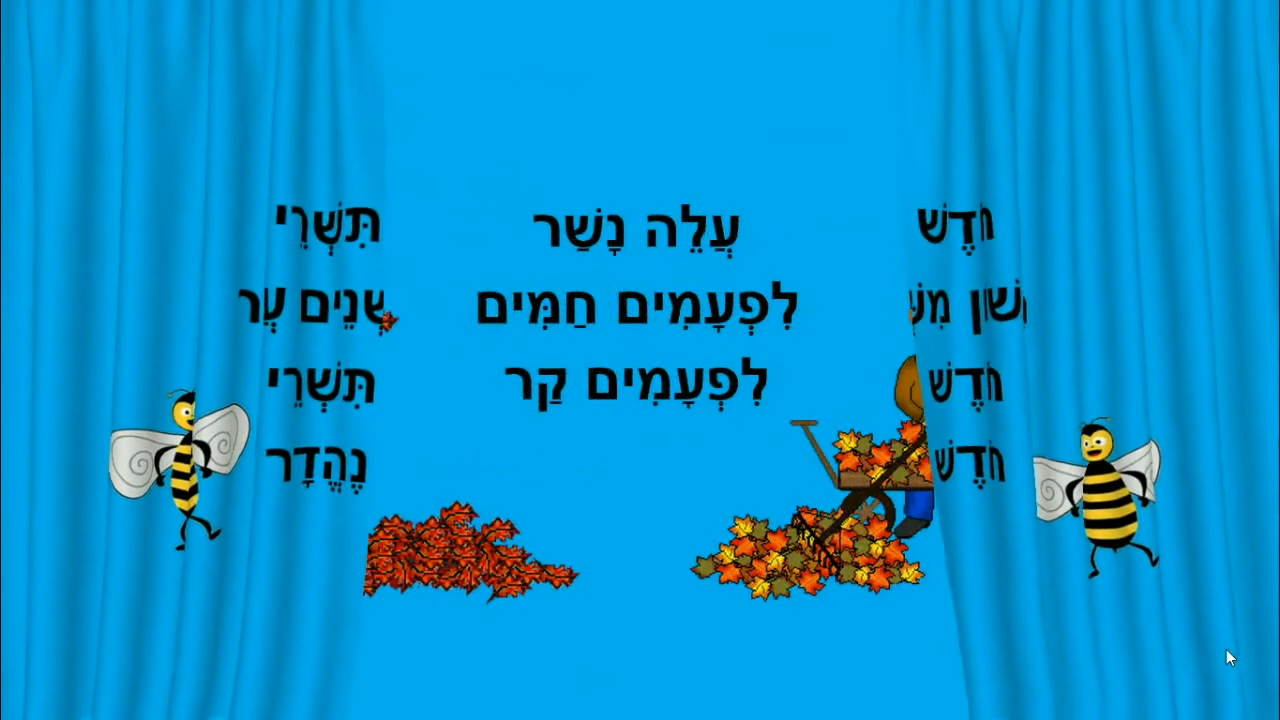 חֹדֶשׁ
חֹדֶשׁ
חֹדֶשׁ
עֲלֵה נָשַׁר
לִפְעָמִים חַמִּים
לִפְעָמִים קַר
תִּשְׁרִי
תִּשְׁרֵי
נֶהֱדָר